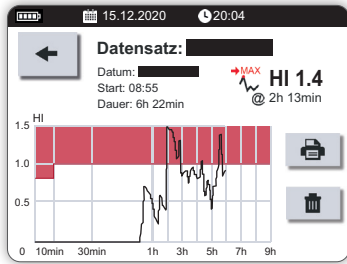 15.12.2020 20:04
Datensatz:
Datum:
Start: 08:55
Dauer: 6h 22min
MAX
HI 1.4
@ 2h 13min
HI
1.5
1.0
0.5
0 10min 30min 1h 3h 5h 7h 9h